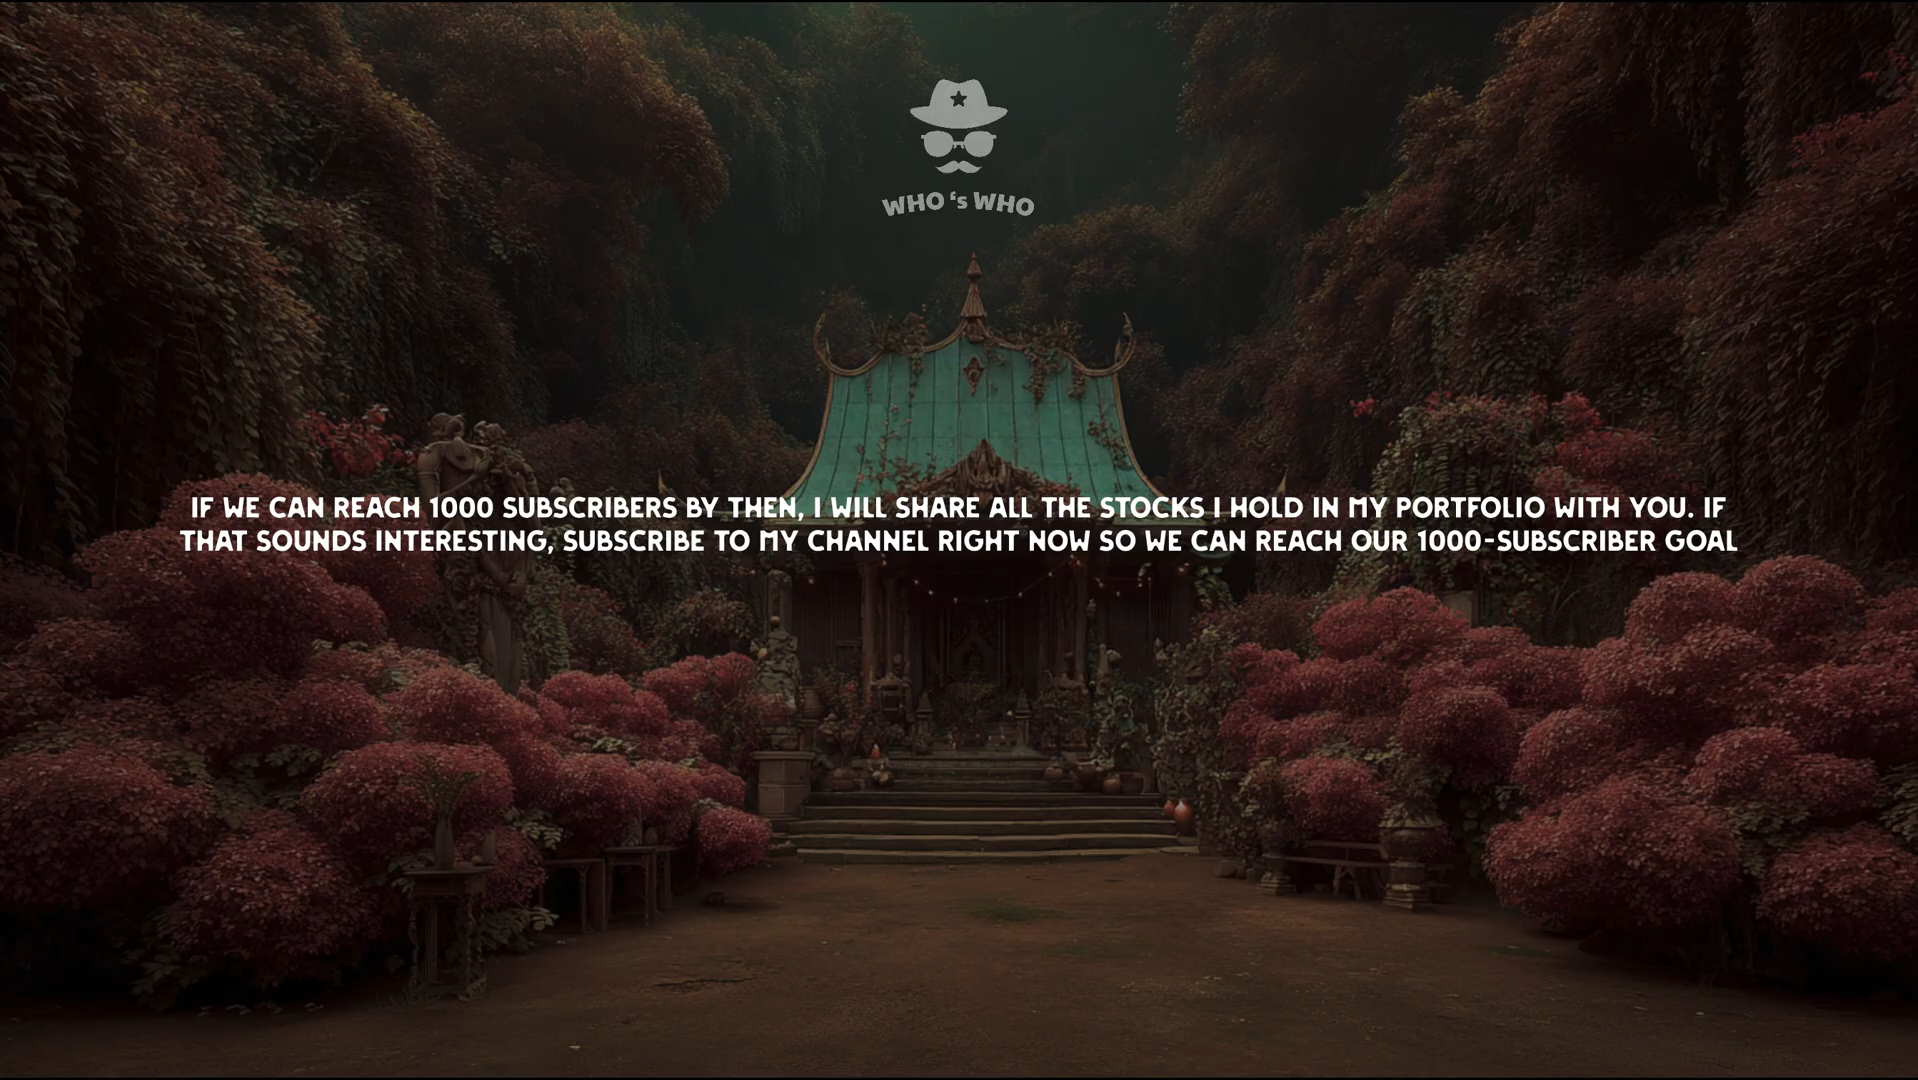 WHO 's WHO
IF WE CAN REACH 1000 SUBSCRIBERS BY THEN, I WILL SHARE ALL THE STOCKS I HOLD IN MY PORTFOLIO WITH YOU. IF
THAT SOUNDS INTERESTING, SUBSCRIBE TO MY CHANNEL RIGHT NOW SO WE CAN REACH OUR 1000-SUBSCRIBER GOAL